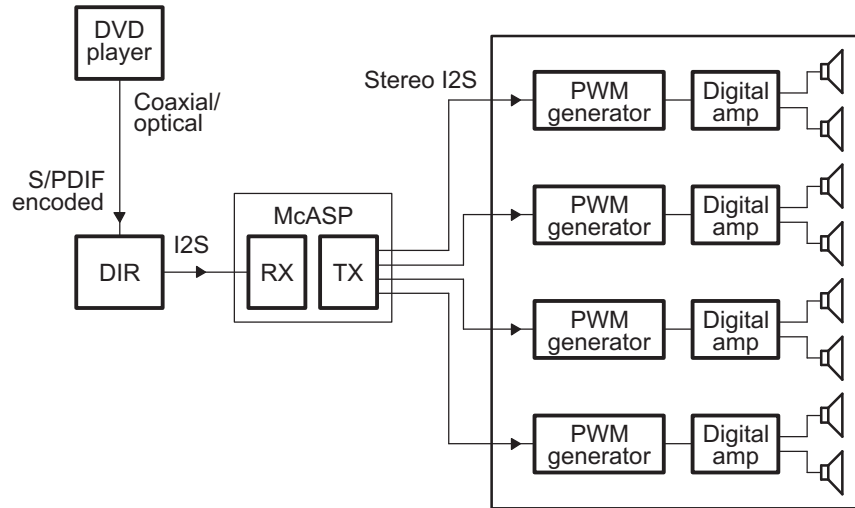 DVD
player
Coaxial/
optical
S/PDIF
encoded
DIR
I2S
McASP
RX
TX
Stereo I2S
PWM
generator
Digital
amp
PWM
generator
Digital
amp
PWM
generator
Digital
amp
PWM
generator
Digital
amp